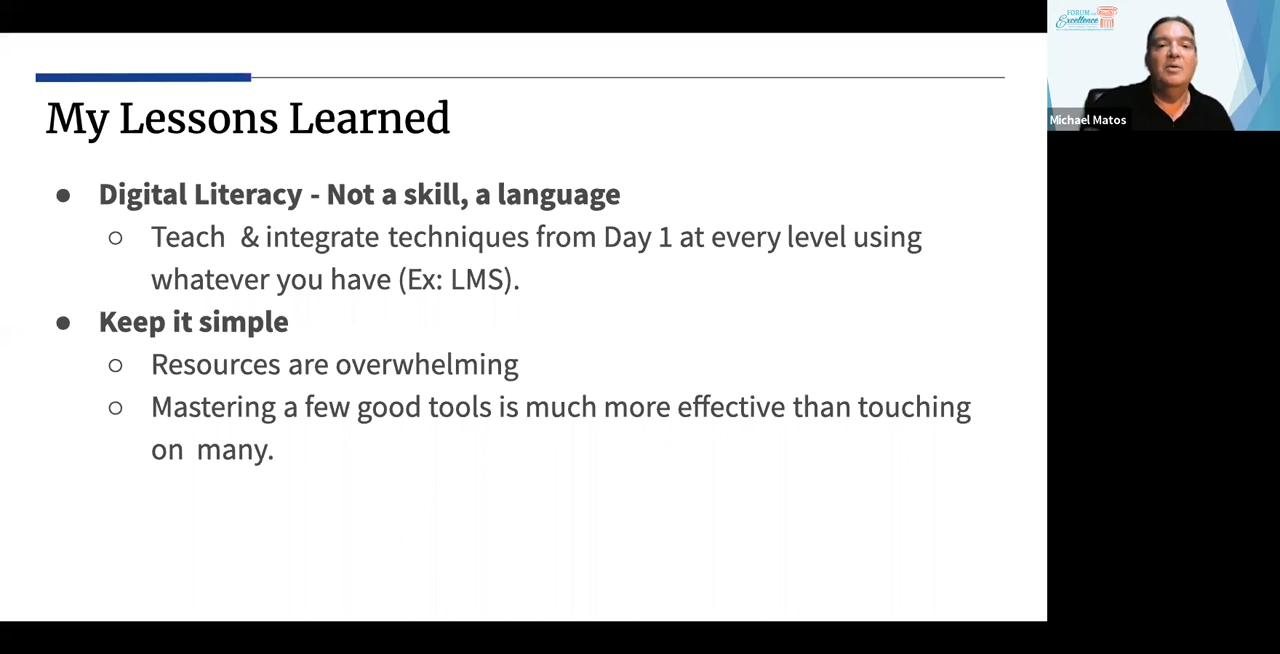 My Lessons Learned
● Digital Literacy - Not a skill, a language
○ Teach & integrate techniques from Day 1 at every level using
whatever you have (Ex: LMS).
● Keep it simple
○ Resources are overwhelming
○ Mastering a few good tools is much more effective than touching
on many.
FORUM
Excellence
Michael Matos